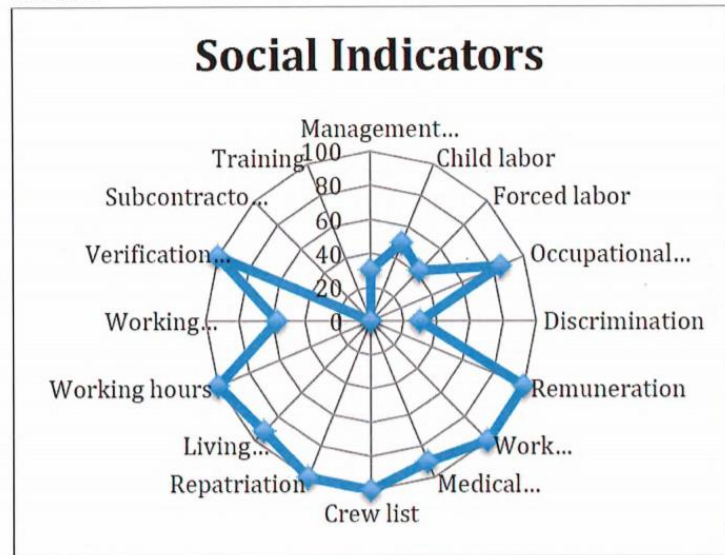 Social Indicators
Management...
Child labor
Forced labor
Occupational...
Discrimination
Remuneration
Work...
Medical...
Crew list
Repatriation
Living...
Working hours
Working...
Verification...
Subcontracto...
Training
100
80
60
40
20
0